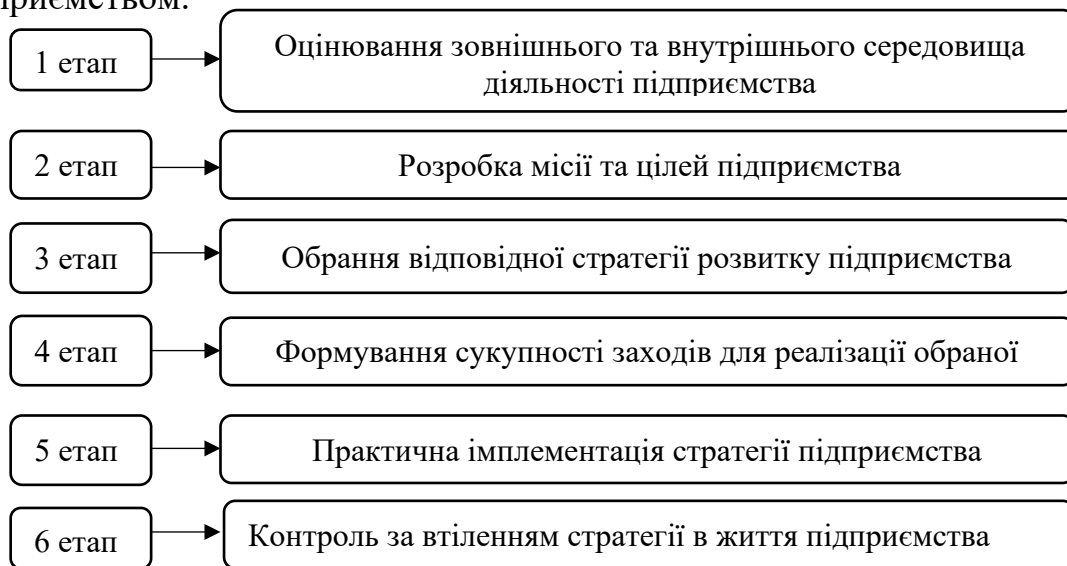 приємством.
1 етап
Оцінювання зовнішнього та внутрішнього середовища
діяльності підприємства
2 етап
Розробка місії та цілей підприємства
3 етап
Обрання відповідної стратегії розвитку підприємства
4 етап
Формування сукупності заходів для реалізації обраної
5 етап
Практична імплементація стратегії підприємства
6 етап
Контроль за втіленням стратегії в життя підприємства